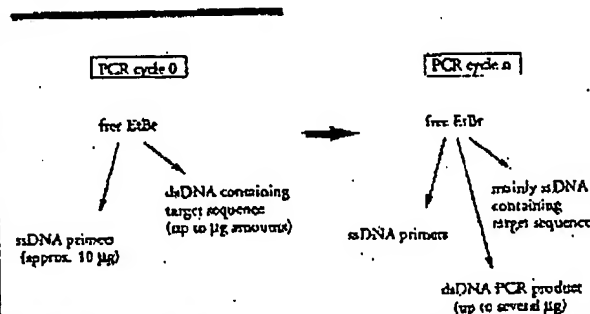 PCR cycle 0
free EtBr
ssDNA primers
(approx. 10 μg)
dsDNA containing
target sequence
(up to μg amounts)
PCR cycle n
free EtBr
ssDNA primers
mainly ssDNA
containing
target sequence
dsDNA PCR product
(up to several μg)